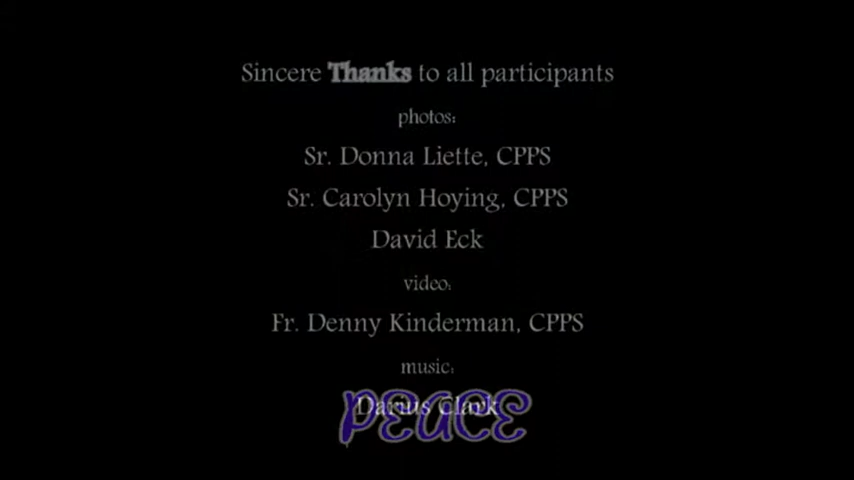 Sincere Thanks to all participants
photos:
Sr. Donna Liette, CPPS
Sr. Carolyn Hoying, CPPS
David Eck
video:
Fr. Denny Kinderman, CPPS
music:
Darius Clark
PEACE